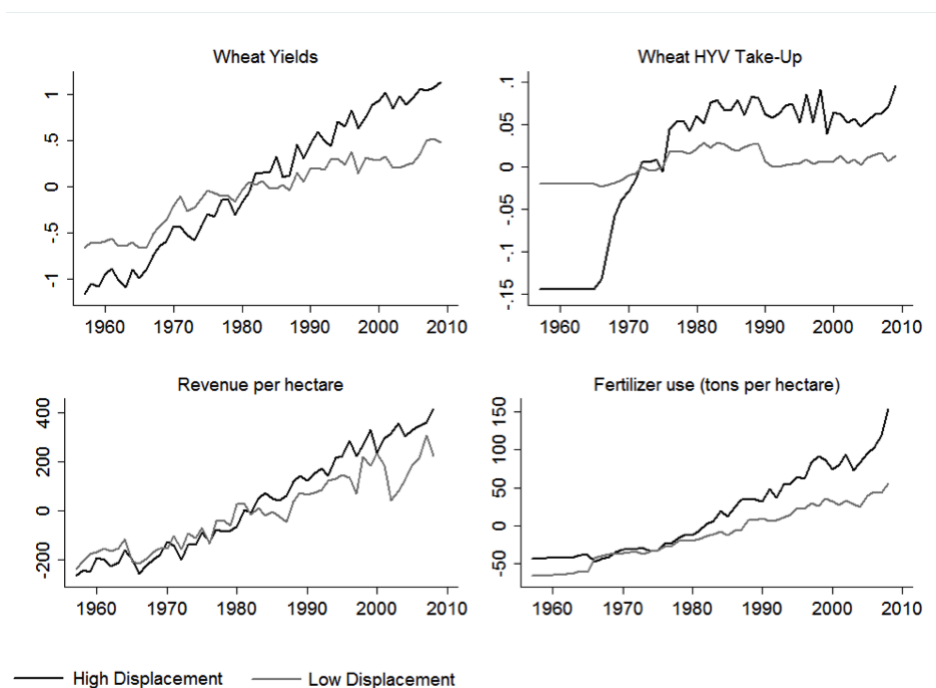 Wheat Yields
1
.5
0
-.5
-1
1960 1970 1980 1990 2000 2010
Wheat HYV Take-Up
.1
.05
0
-.05
-.1
-.15
1960 1970 1980 1990 2000 2010
Revenue per hectare
400
200
0
-200
1960 1970 1980 1990 2000 2010
Fertilizer use (tons per hectare)
150
100
50
0
-50
1960 1970 1980 1990 2000 2010
High Displacement
Low Displacement